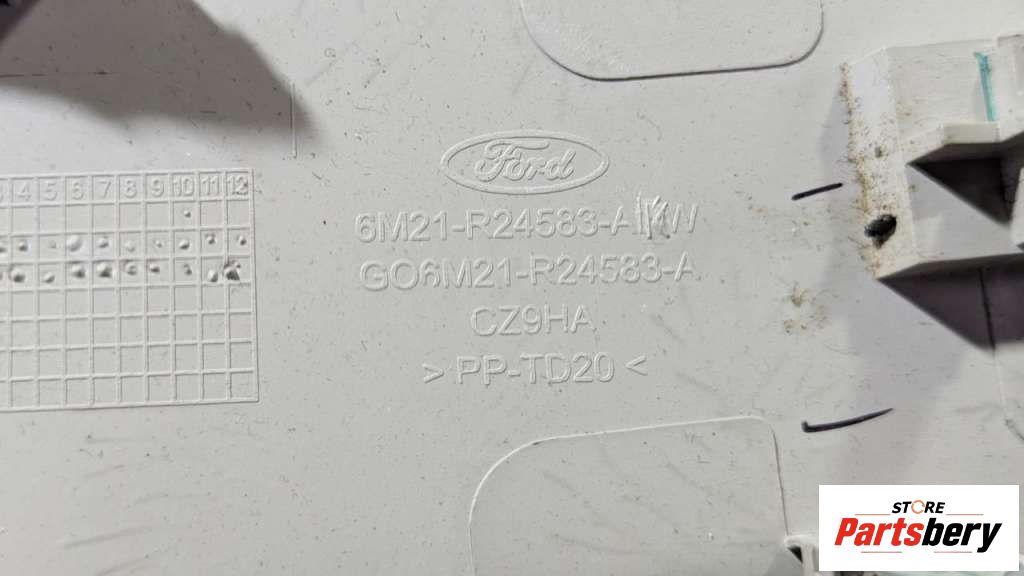 Ford
3 4 5 6 7 8 9 10 11 12
6M21-R24583-A W
GO6M21-R24583-A
CZ9HA
> PP-TD20 <
STORE
Partsbery